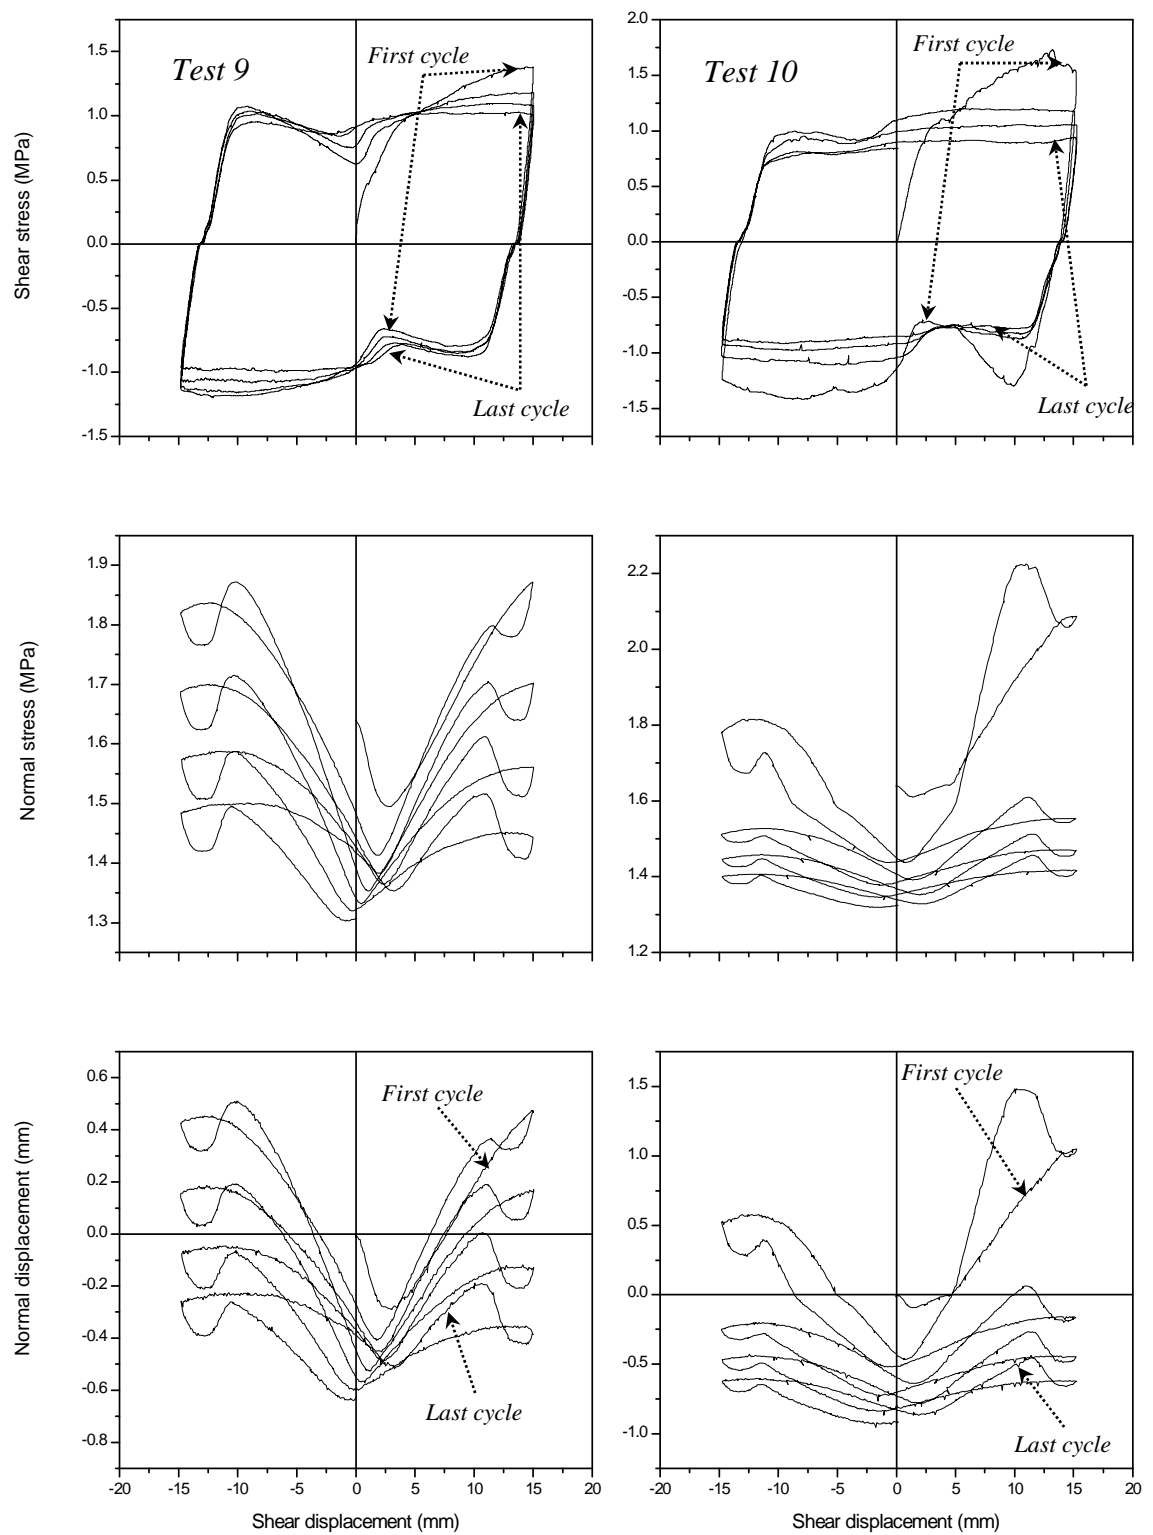 Test 9
First cycle
Last cycle
Shear stress (MPa)
1.5
1.0
0.5
0.0
-0.5
-1.0
-1.5
Test 10
First cycle
Last cycle
2.0
1.5
1.0
0.5
0.0
-0.5
-1.0
-1.5
Normal stress (MPa)
1.9
1.8
1.7
1.6
1.5
1.4
1.3
2.2
2.0
1.8
1.6
1.4
1.2
First cycle
Last cycle
Normal displacement (mm)
0.6
0.4
0.2
0.0
-0.2
-0.4
-0.6
-0.8
-20 -15 -10 -5 0 5 10 15 20
Shear displacement (mm)
First cycle
Last cycle
1.5
1.0
0.5
0.0
-0.5
-1.0
-20 -15 -10 -5 0 5 10 15 20
Shear displacement (mm)